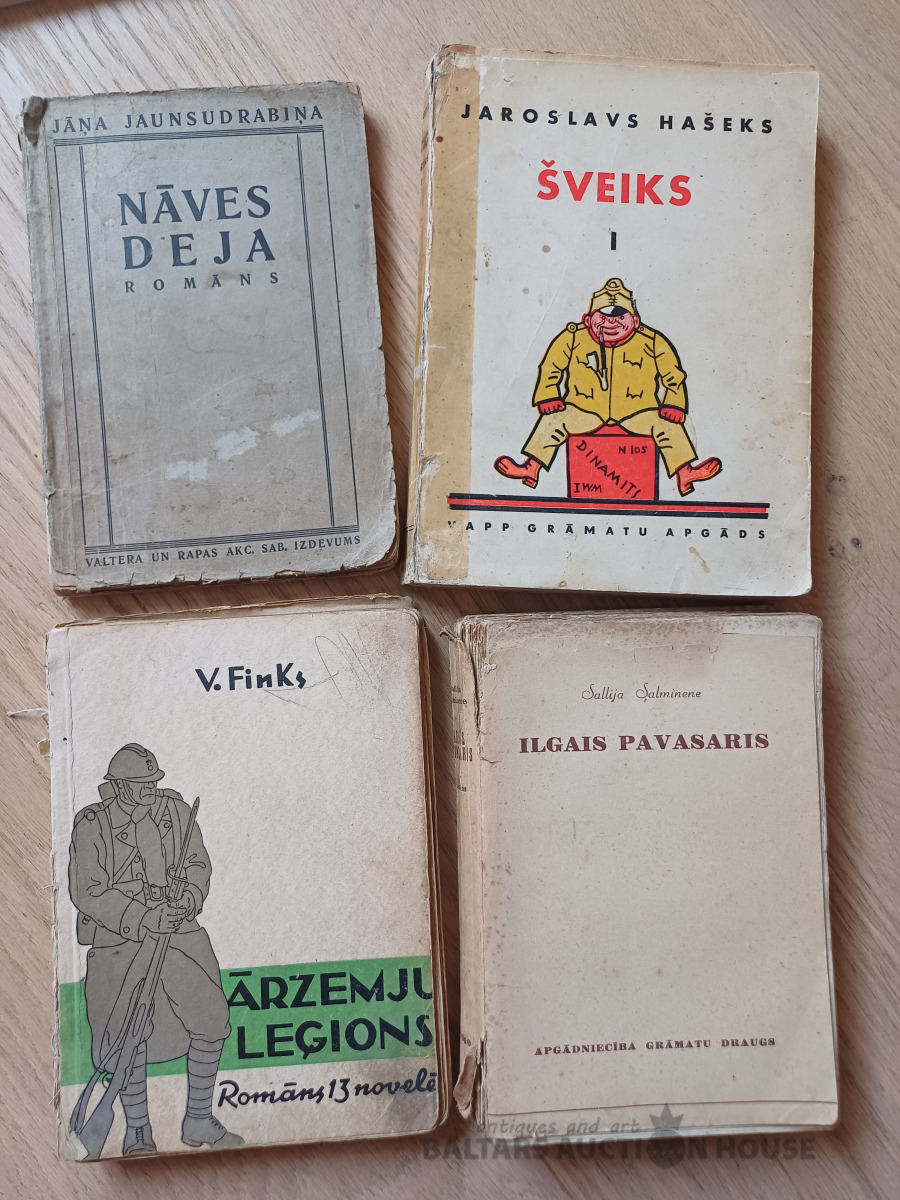 JĀŅA JAUNSUDRABIŅA
NĀVES
DEJA
ROMĀNS
VALTERA UN RAPAS AKC. SAB. IZDEVUMS
JAROSLAVS HAŠEKS
ŠVEIKS
I
N 105
DINAMITS
IWM
VAPP GRĀMATU APGĀDS
V. Finks
ĀRZEMJU
LEĢIONS
Romāns 13 novelē
Sallija Salminene
ILGAIS PAVASARIS
APGĀDNIECĪBA GRĀMATU DRAUGS
antiques and art
BALTARS AUCTION HOUSE